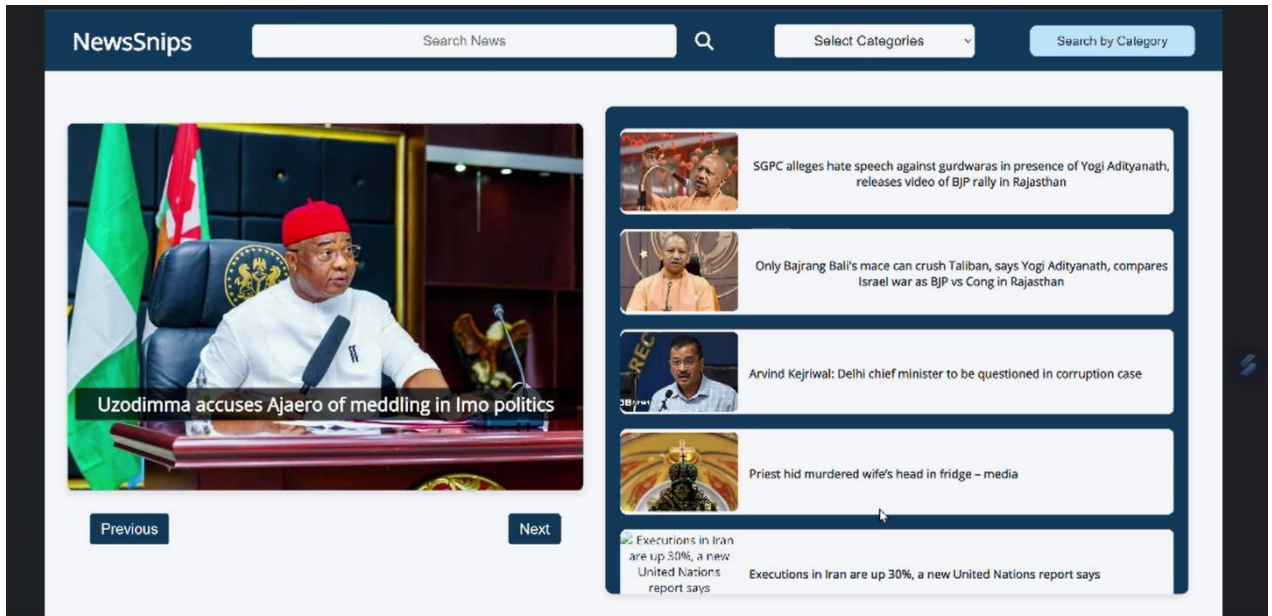 NewsSnips
Search News
Select Categories
Search by Category
Uzodimma accuses Ajaero of meddling in Imo politics
Previous
Next
SGPC alleges hate speech against gurdwaras in presence of Yogi Adityanath,
releases video of BJP rally in Rajasthan
Only Bajrang Bali's mace can crush Taliban, says Yogi Adityanath, compares
Israel war as BJP vs Cong in Rajasthan
REC
Arvind Kejriwal: Delhi chief minister to be questioned in corruption case
Priest hid murdered wife’s head in fridge – media
Executions in Iran
are up 30%, a new
United Nations
report says
Executions in Iran are up 30%, a new United Nations report says